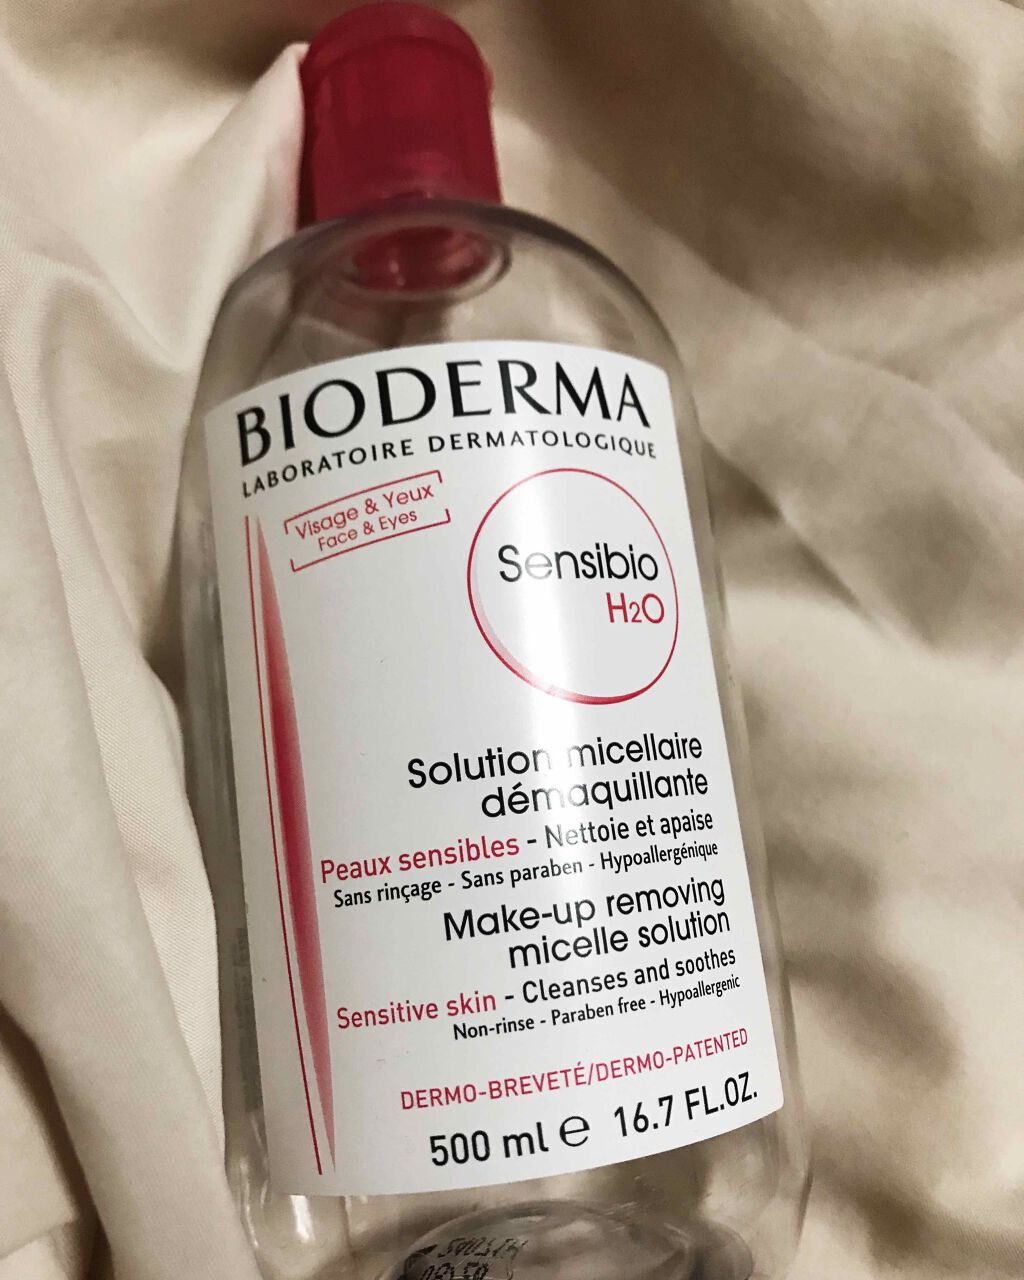 BIODERMA
LABORATOIRE DERMATOLOGIQUE
Visage & Yeux
Face & Eyes
Sensibio
H2O
Solution micellaire
démaquillante
Peaux sensibles - Nettoie et apaise
Sans rinçage - Sans paraben - Hypoallergénique
Make-up removing
micelle solution
Sensitive skin - Cleanses and soothes
Non-rinse - Paraben free - Hypoallergenic
DERMO-BREVETÉ/DERMO-PATENTED
500 ml ℮ 16.7 FL.OZ.